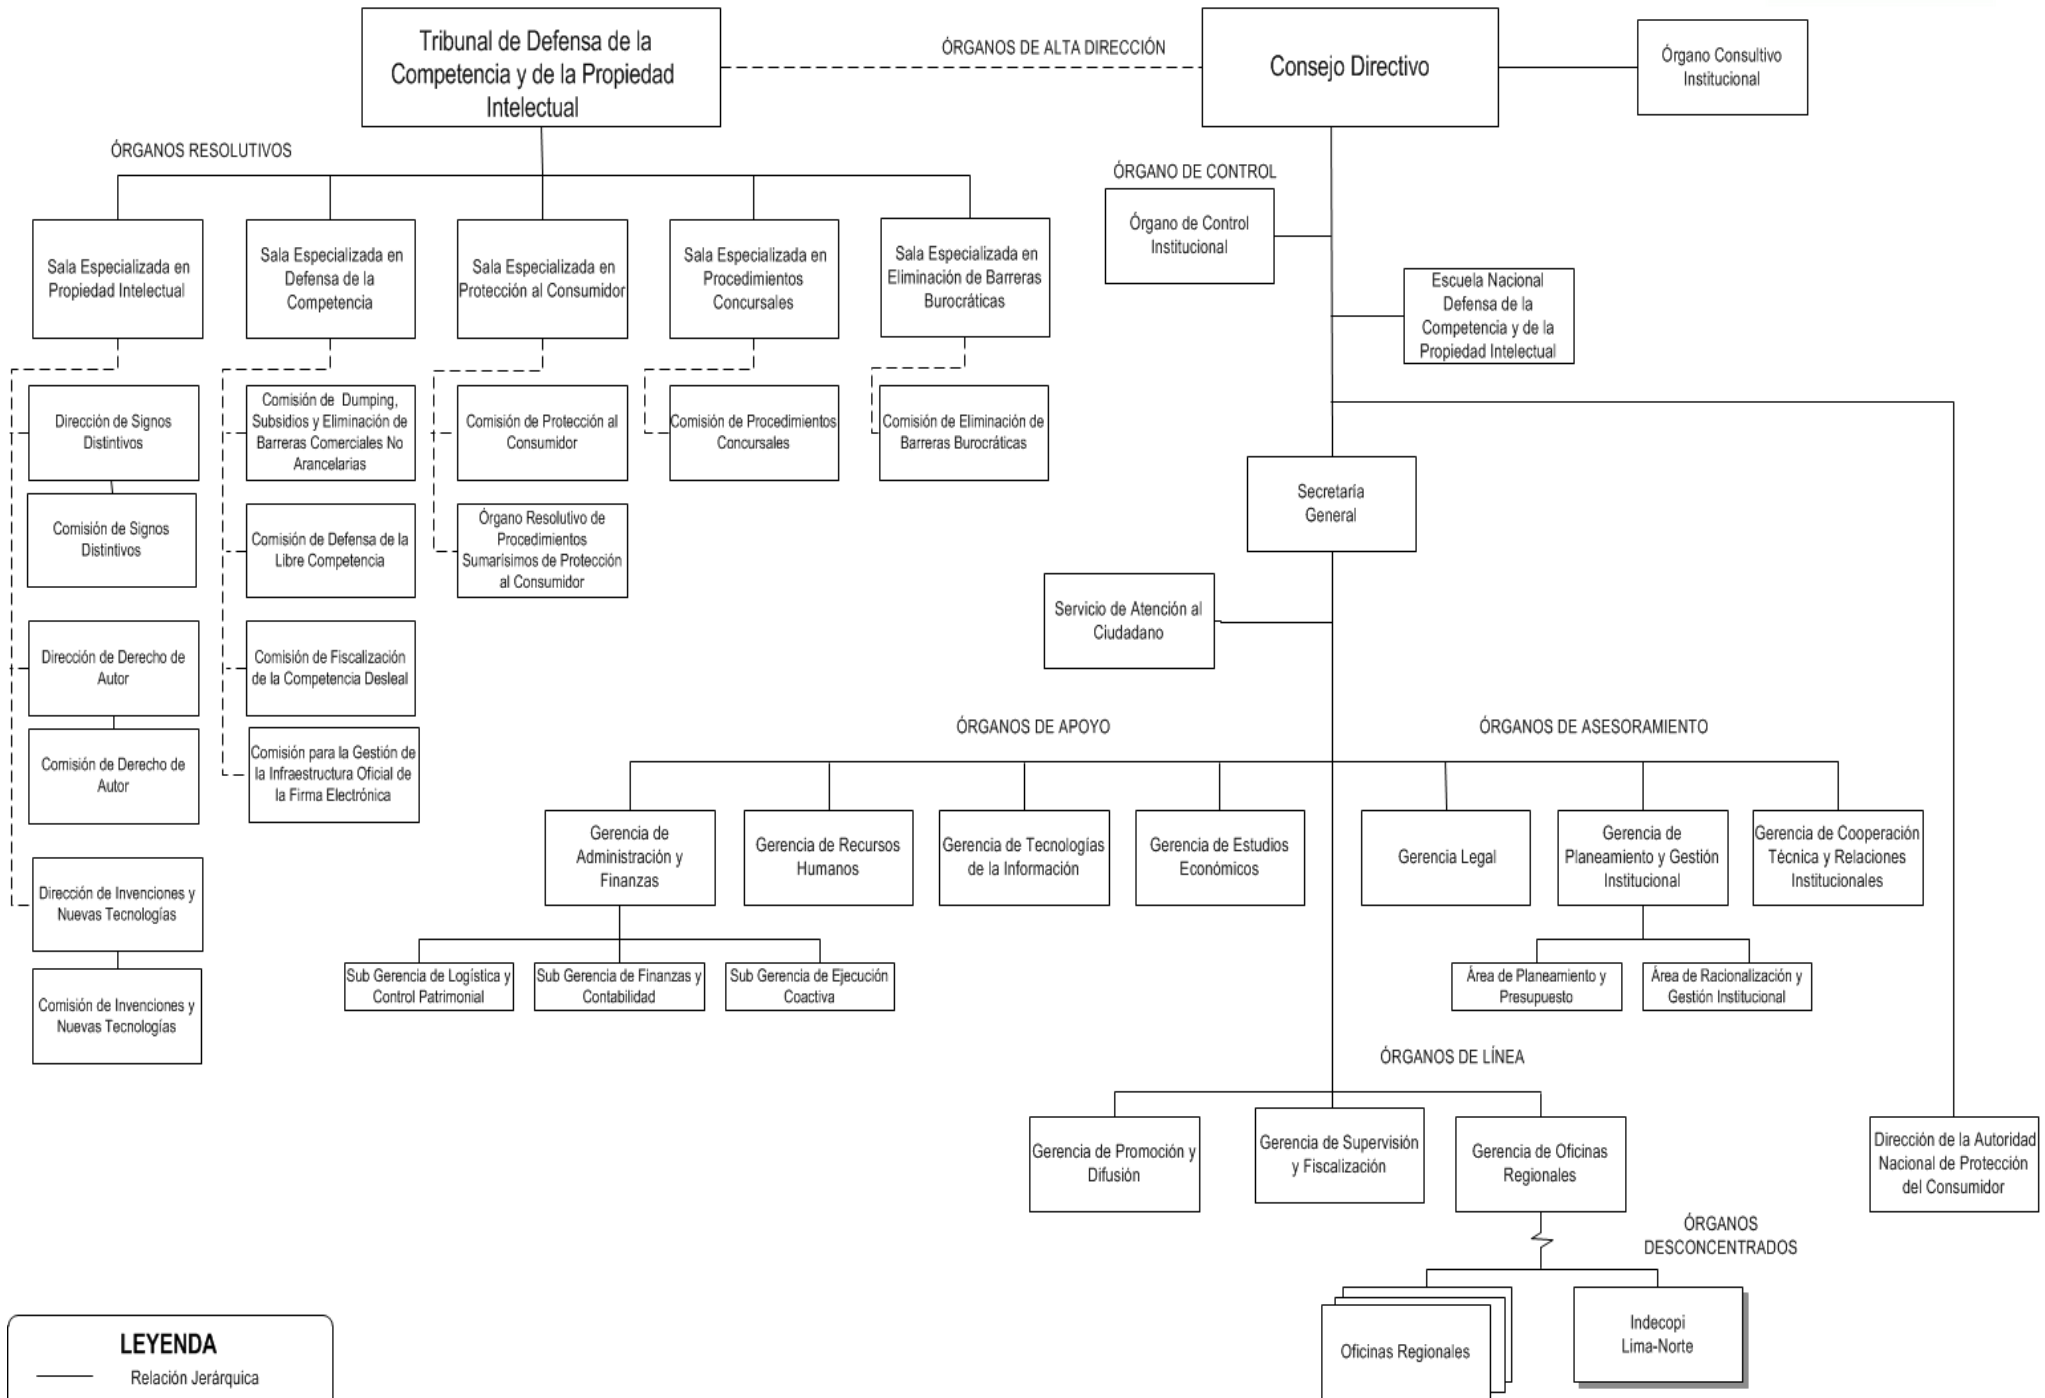 Tribunal de Defensa de la
Competencia y de la Propiedad
Intelectual
ÓRGANOS DE ALTA DIRECCIÓN
Consejo Directivo
Órgano Consultivo
Institucional
ÓRGANOS RESOLUTIVOS
ÓRGANO DE CONTROL
Órgano de Control
Institucional
Sala Especializada en
Propiedad Intelectual
Sala Especializada en
Defensa de la
Competencia
Sala Especializada en
Protección al Consumidor
Sala Especializada en
Procedimientos
Concursales
Sala Especializada en
Eliminación de Barreras
Burocráticas
Escuela Nacional
Defensa de la
Competencia y de la
Propiedad Intelectual
Dirección de Signos
Distintivos
Comisión de Dumping,
Subsidios y Eliminación de
Barreras Comerciales No
Arancelarias
Comisión de Protección al
Consumidor
Comisión de Procedimientos
Concursales
Comisión de Eliminación de
Barreras Burocráticas
Secretaría
General
Comisión de Signos
Distintivos
Comisión de Defensa de la
Libre Competencia
Órgano Resolutivo de
Procedimientos
Sumarísimos de Protección
al Consumidor
Servicio de Atención al
Ciudadano
Dirección de Derecho de
Autor
Comisión de Fiscalización
de la Competencia Desleal
Comisión de Derecho de
Autor
Comisión para la Gestión de
la Infraestructura Oficial de
la Firma Electrónica
ÓRGANOS DE APOYO
ÓRGANOS DE ASESORAMIENTO
Gerencia de
Administración y
Finanzas
Gerencia de Recursos
Humanos
Gerencia de Tecnologías
de la Información
Gerencia de Estudios
Económicos
Gerencia Legal
Gerencia de
Planeamiento y Gestión
Institucional
Gerencia de Cooperación
Técnica y Relaciones
Institucionales
Dirección de Invenciones y
Nuevas Tecnologías
Comisión de Invenciones y
Nuevas Tecnologías
Sub Gerencia de Logística y
Control Patrimonial
Sub Gerencia de Finanzas y
Contabilidad
Sub Gerencia de Ejecución
Coactiva
Área de Planeamiento y
Presupuesto
Área de Racionalización y
Gestión Institucional
ÓRGANOS DE LÍNEA
Gerencia de Promoción y
Difusión
Gerencia de Supervisión
y Fiscalización
Gerencia de Oficinas
Regionales
Dirección de la Autoridad
Nacional de Protección
del Consumidor
ÓRGANOS
DESCONCENTRADOS
Oficinas Regionales
Indecopi
Lima-Norte
LEYENDA
Relación Jerárquica